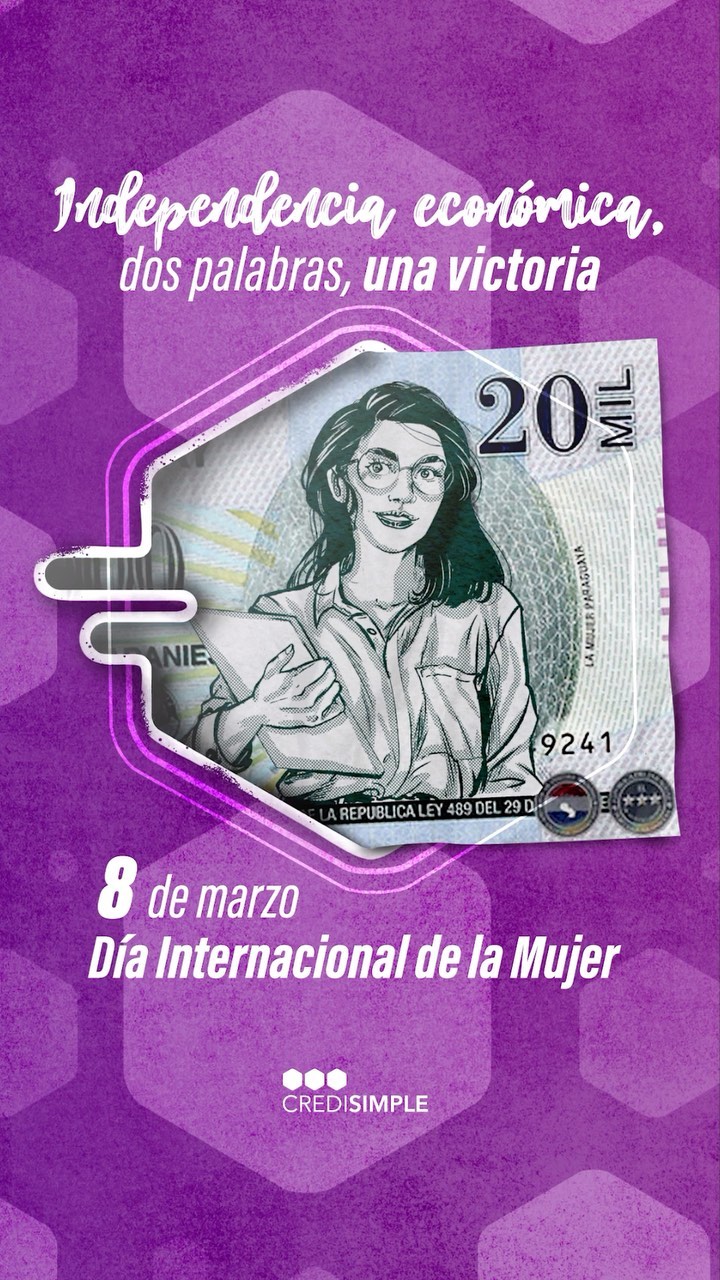 Independencia económica,
dos palabras, una victoria
20 MIL
LA MUJER PARAGUAYA
9241
LA REPUBLICA LEY 489 DEL 29 D
8 de marzo
Día Internacional de la Mujer
CREDISIMPLE